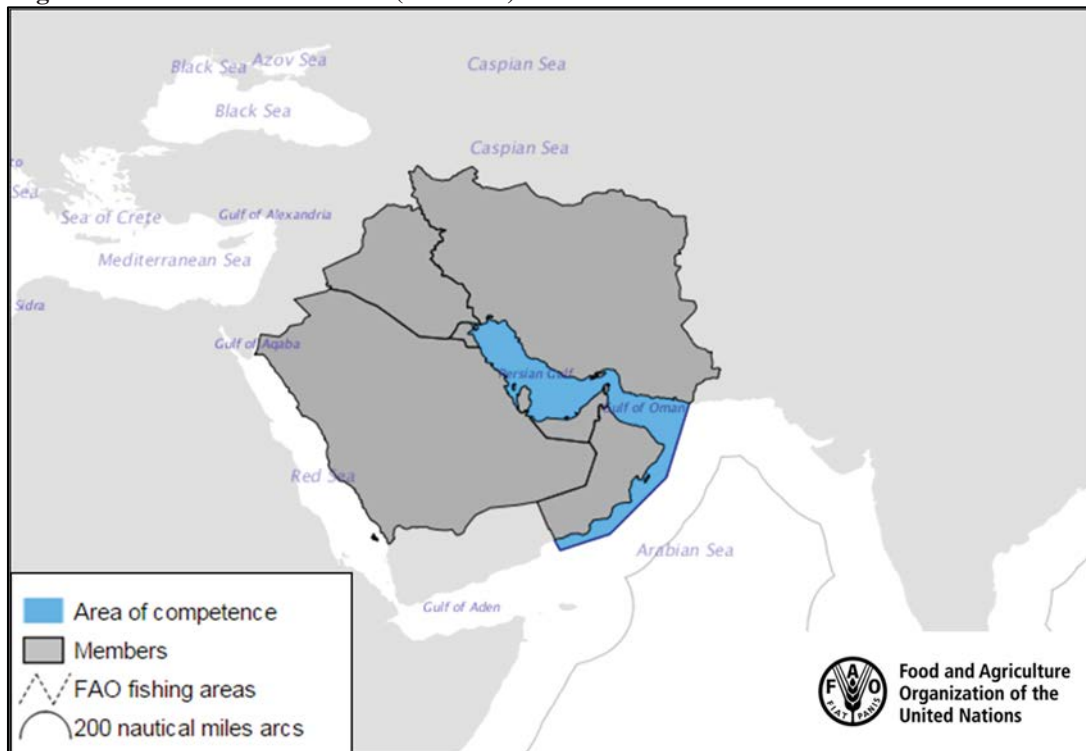 Black Sea
Azov Sea
Caspian Sea
Black Sea
Caspian Sea
Sea
Sea of Crete
Gulf of Alexandria
Mediterranean Sea
Sidra
Gulf of Aqaba
Persian Gulf
Gulf of Oman
Red Sea
Arabian Sea
Gulf of Aden
Area of competence
Members
FAO fishing areas
200 nautical miles arcs
F A O
FIAT PANIS
Food and Agriculture
Organization of the
United Nations